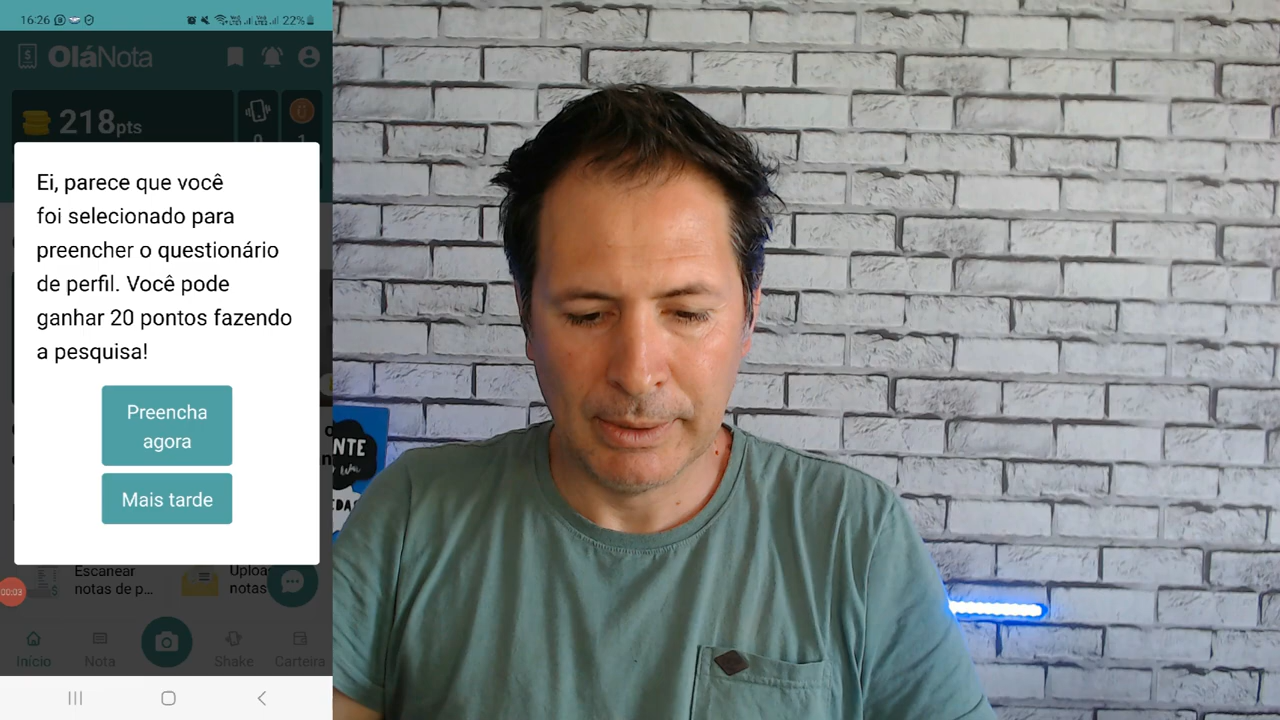 16:26
22%
OláNota
218pts
0
1
Ei, parece que você
foi selecionado para
preencher o questionário
de perfil. Você pode
ganhar 20 pontos fazendo
a pesquisa!
Preencha
agora
Mais tarde
Escanear
notas de p...
notas
00:03
Início
Nota
Shake
Carteira